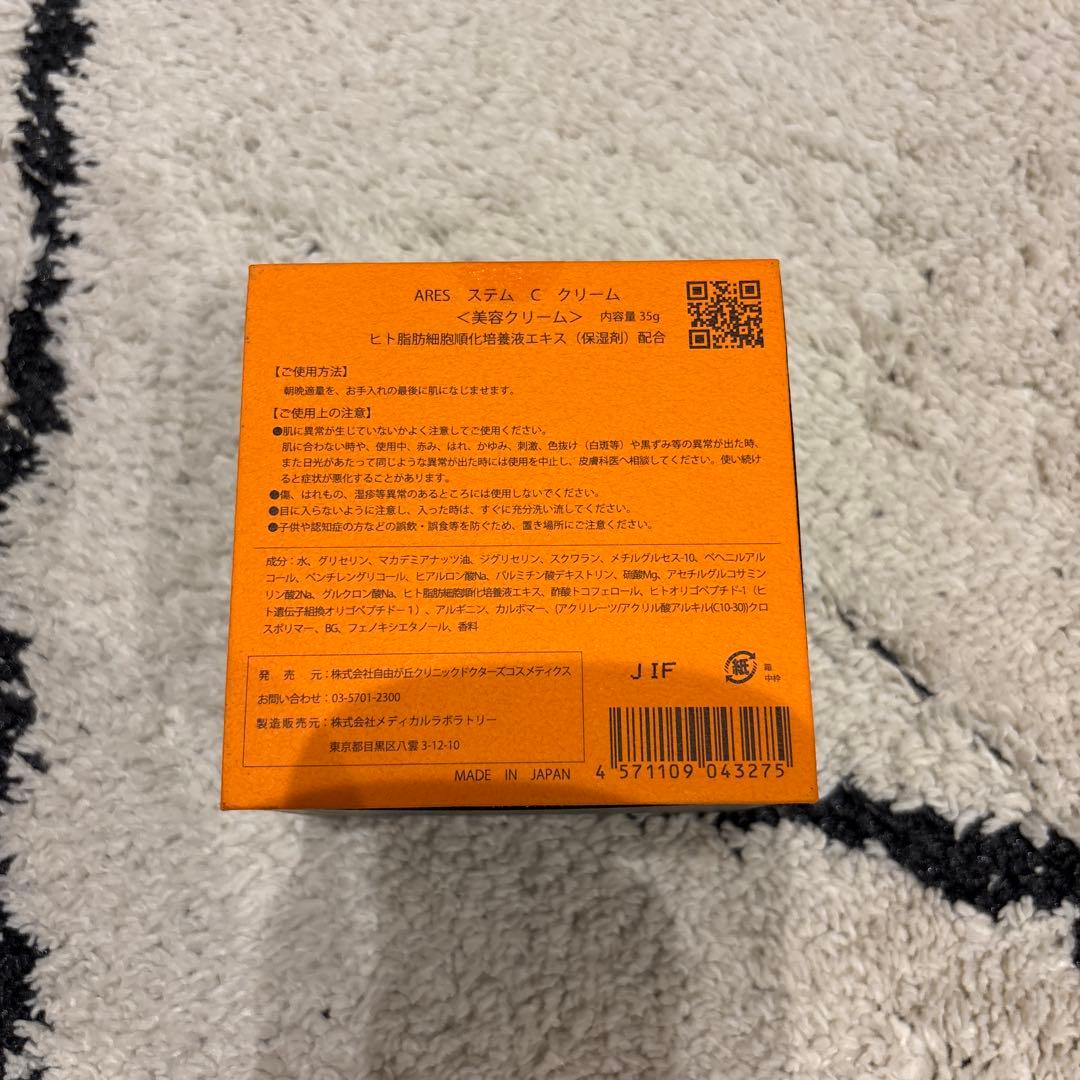 ARES ステム C クリーム
＜美容クリーム＞ 内容量 35g
ヒト脂肪細胞順化培養液エキス（保湿剤）配合
【ご使用方法】
朝晩適量を、お手入れの最後に肌になじませます。
【ご使用上の注意】
●肌に異常が生じていないかよく注意してご使用ください。
肌に合わない時や、使用中、赤み、はれ、かゆみ、刺激、色抜け（白斑等）や黒ずみ等の異常が出た時、
また日光があたって同じような異常が出た時には使用を中止し、皮膚科医へ相談してください。使い続け
ると症状が悪化することがあります。
●傷、はれもの、湿疹等異常のあるところには使用しないでください。
●目に入らないように注意し、入った時は、すぐに充分洗い流してください。
●子供や認知症の方などの誤飲・誤食等を防ぐため、置き場所にご注意ください。
成分：水、グリセリン、マカデミアナッツ油、ジグリセリン、スクワラン、メチルグルセス-10、ベヘニルアル
コール、ペンチレングリコール、ヒアルロン酸Na、パルミチン酸デキストリン、硫酸Mg、アセチルグルコサミン
リン酸2Na、グルクロン酸Na、ヒト脂肪細胞順化培養液エキス、酢酸トコフェロール、ヒトオリゴペプチド-1（ヒ
ト遺伝子組換オリゴペプチド－１）、アルギニン、カルボマー、(アクリレーツ/アクリル酸アルキル(C10-30))クロ
スポリマー、BG、フェノキシエタノール、香料
発売元：株式会社自由が丘クリニックドクターズコスメティクス
お問い合わせ：03-5701-2300
製造販売元：株式会社メディカルラボラトリー
東京都目黒区八雲 3-12-10
MADE IN JAPAN
JIF
紙
箱
中枠
4 571109 043275